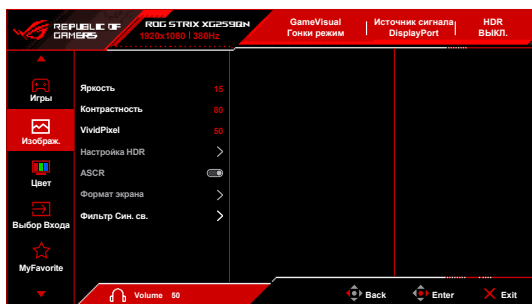 REPUBLIC OF
GAMERS
ROG STRIX XG259QN
1920x1080 | 380Hz
GameVisual
Гонки режим
Источник сигнала
DisplayPort
HDR
ВЫКЛ.
Игры
Изображ.
Цвет
Выбор Входа
MyFavorite
Яркость 15
Контрастность 80
VividPixel 50
Настройка HDR
ASCR
Формат экрана
Фильтр Син. св.
Volume 50
Back
Enter
Exit